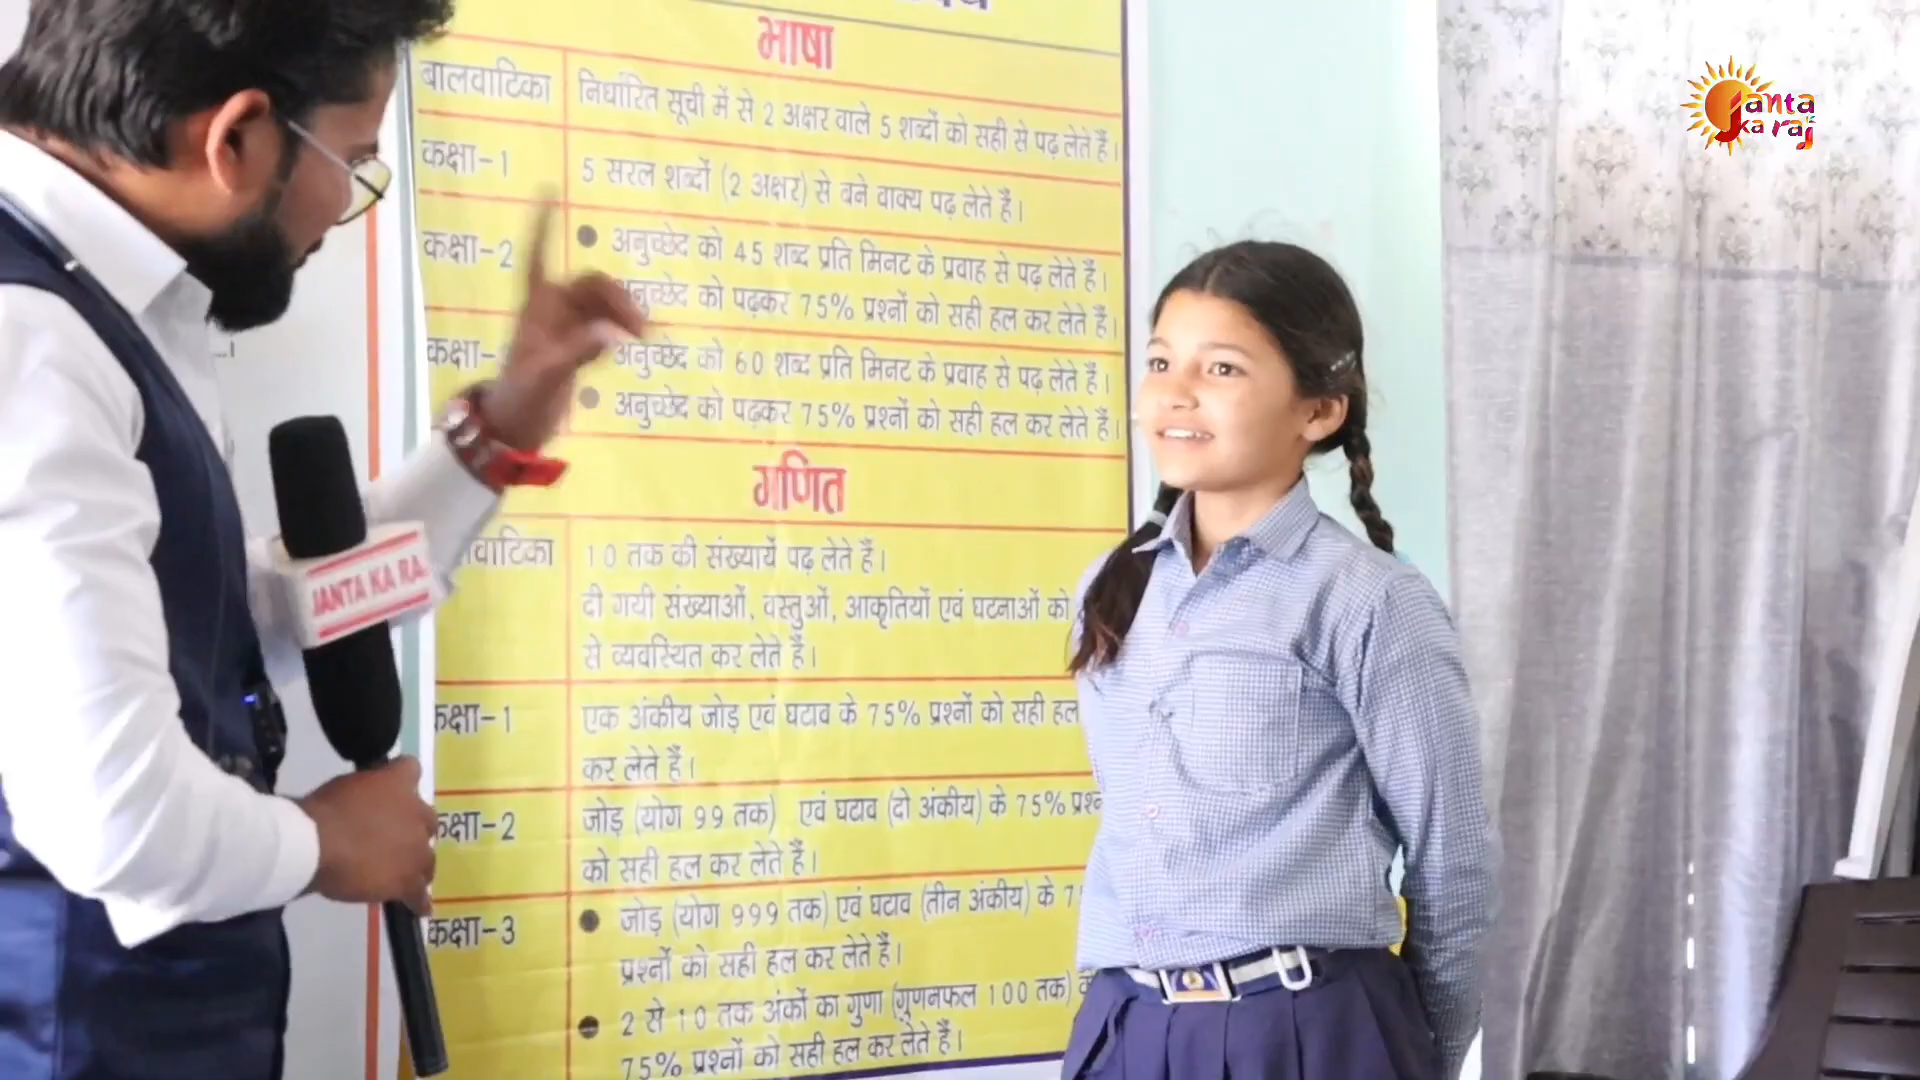 भाषा
बालवाटिका निर्धारित सूची में से 2 अक्षर वाले 5 शब्दों को सही से पढ़ लेते हैं।
कक्षा-1 5 सरल शब्दों (2 अक्षर) से बने वाक्य पढ़ लेते हैं।
कक्षा-2 अनुच्छेद को 45 शब्द प्रति मिनट के प्रवाह से पढ़ लेते हैं।
अनुच्छेद को पढ़कर 75% प्रश्नों को सही हल कर लेते हैं।
कक्षा- अनुच्छेद को 60 शब्द प्रति मिनट के प्रवाह से पढ़ लेते हैं।
अनुच्छेद को पढ़कर 75% प्रश्नों को सही हल कर लेते हैं।
गणित
वाटिका 10 तक की संख्यायें पढ़ लेते हैं।
दी गयी संख्याओं, वस्तुओं, आकृतियों एवं घटनाओं को
से व्यवस्थित कर लेते हैं।
कक्षा-1 एक अंकीय जोड़ एवं घटाव के 75% प्रश्नों को सही हल
कर लेते हैं।
कक्षा-2 जोड़ (योग 99 तक) एवं घटाव (दो अंकीय) के 75% प्रश्न
को सही हल कर लेते हैं।
कक्षा-3 जोड़ (योग 999 तक) एवं घटाव (तीन अंकीय) के 7
प्रश्नों को सही हल कर लेते हैं।
2 से 10 तक अंकों का गुणा (गुणनफल 100 तक)
75% प्रश्नों को सही हल कर लेते हैं।
JANTA KA RA
Janta
ka raj